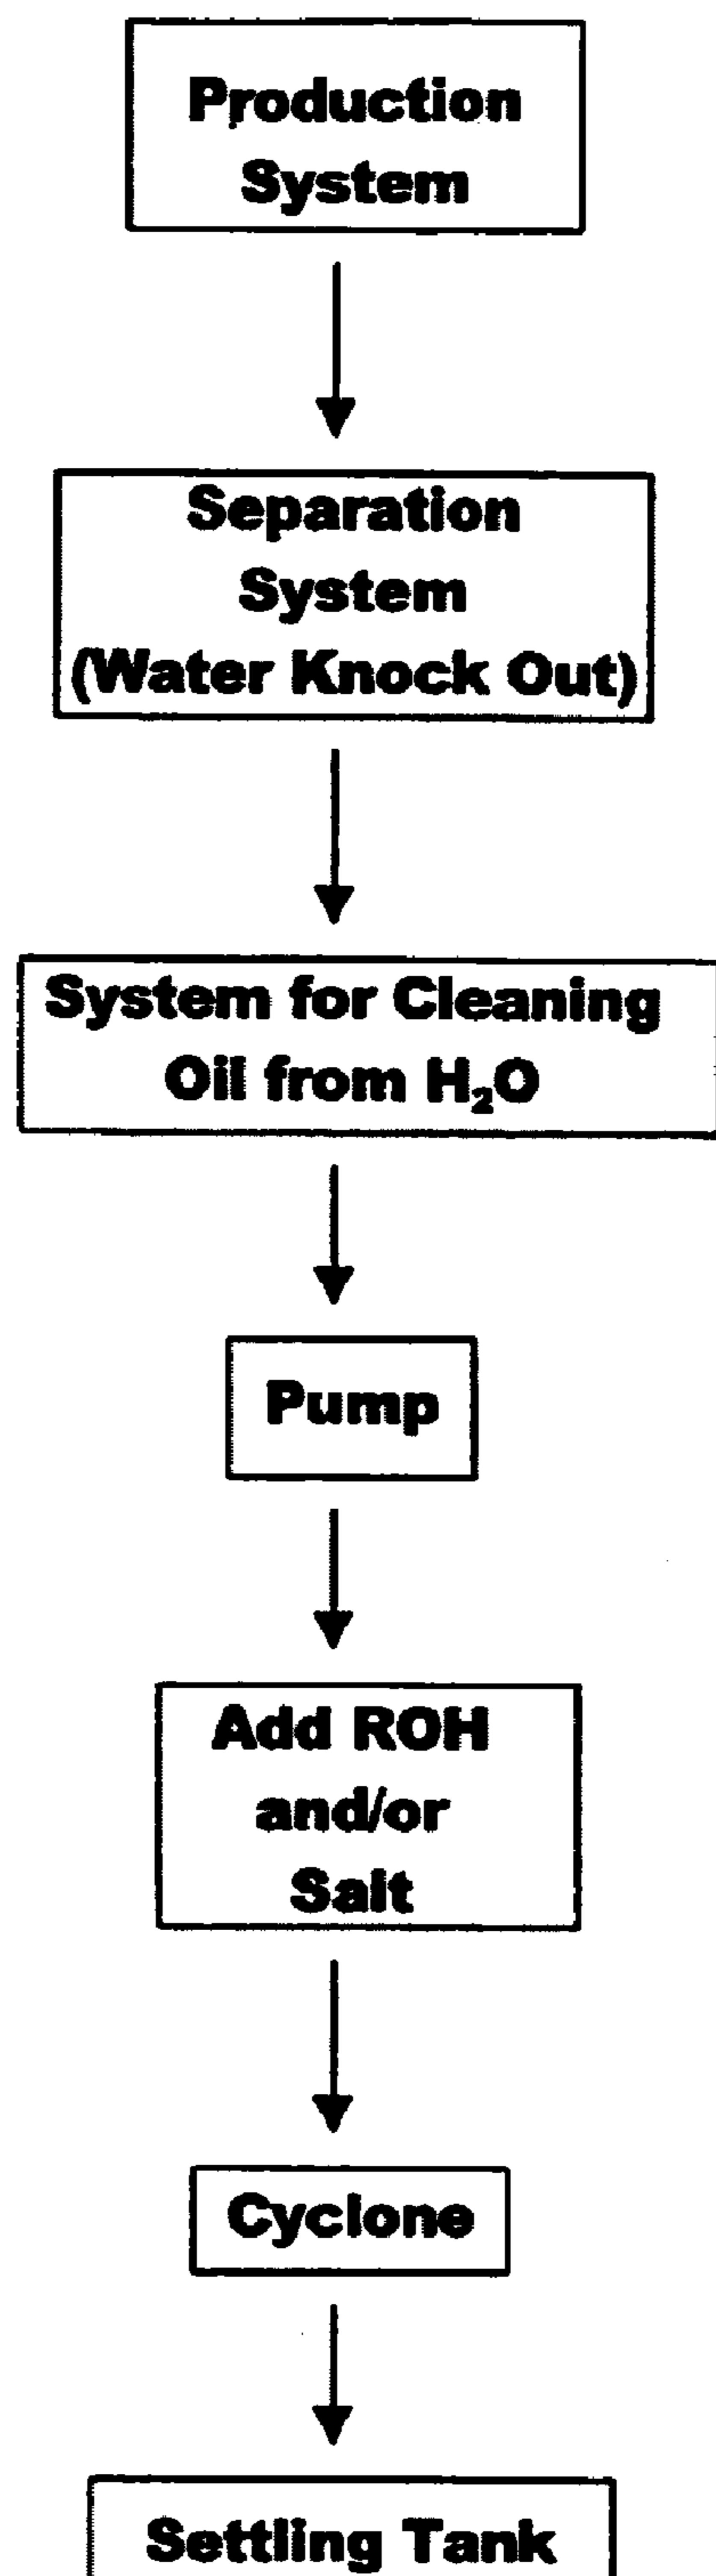 Production
System
Separation
System
(Water Knock Out)
System for Cleaning
Oil from H₂O
Pump
Add ROH
and/or
Salt
Cyclone
Settling Tank